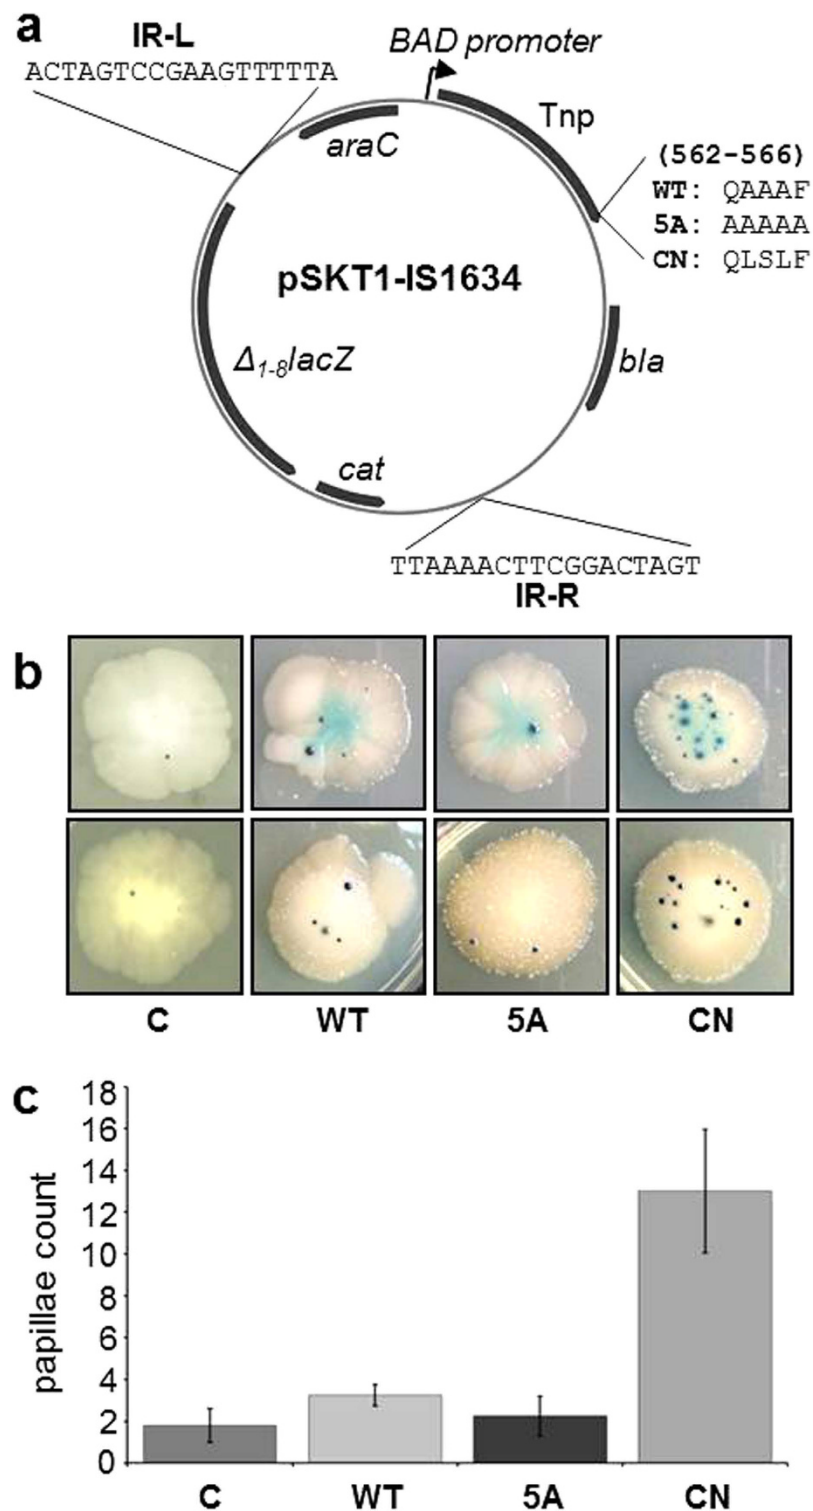 a
IR-L
ACTAGTCCGAAGTTTTTA
BAD promoter
araC
Tnp
(562-566)
WT: QAAAF
5A: AAAAA
CN: QLSLF
pSKT1-IS1634
Δ1-8lacZ
bla
cat
TTAAAACTTCGGACTAGT
IR-R
b
C WT 5A CN
c
papillae count
18
16
14
12
10
8
6
4
2
0
C WT 5A CN